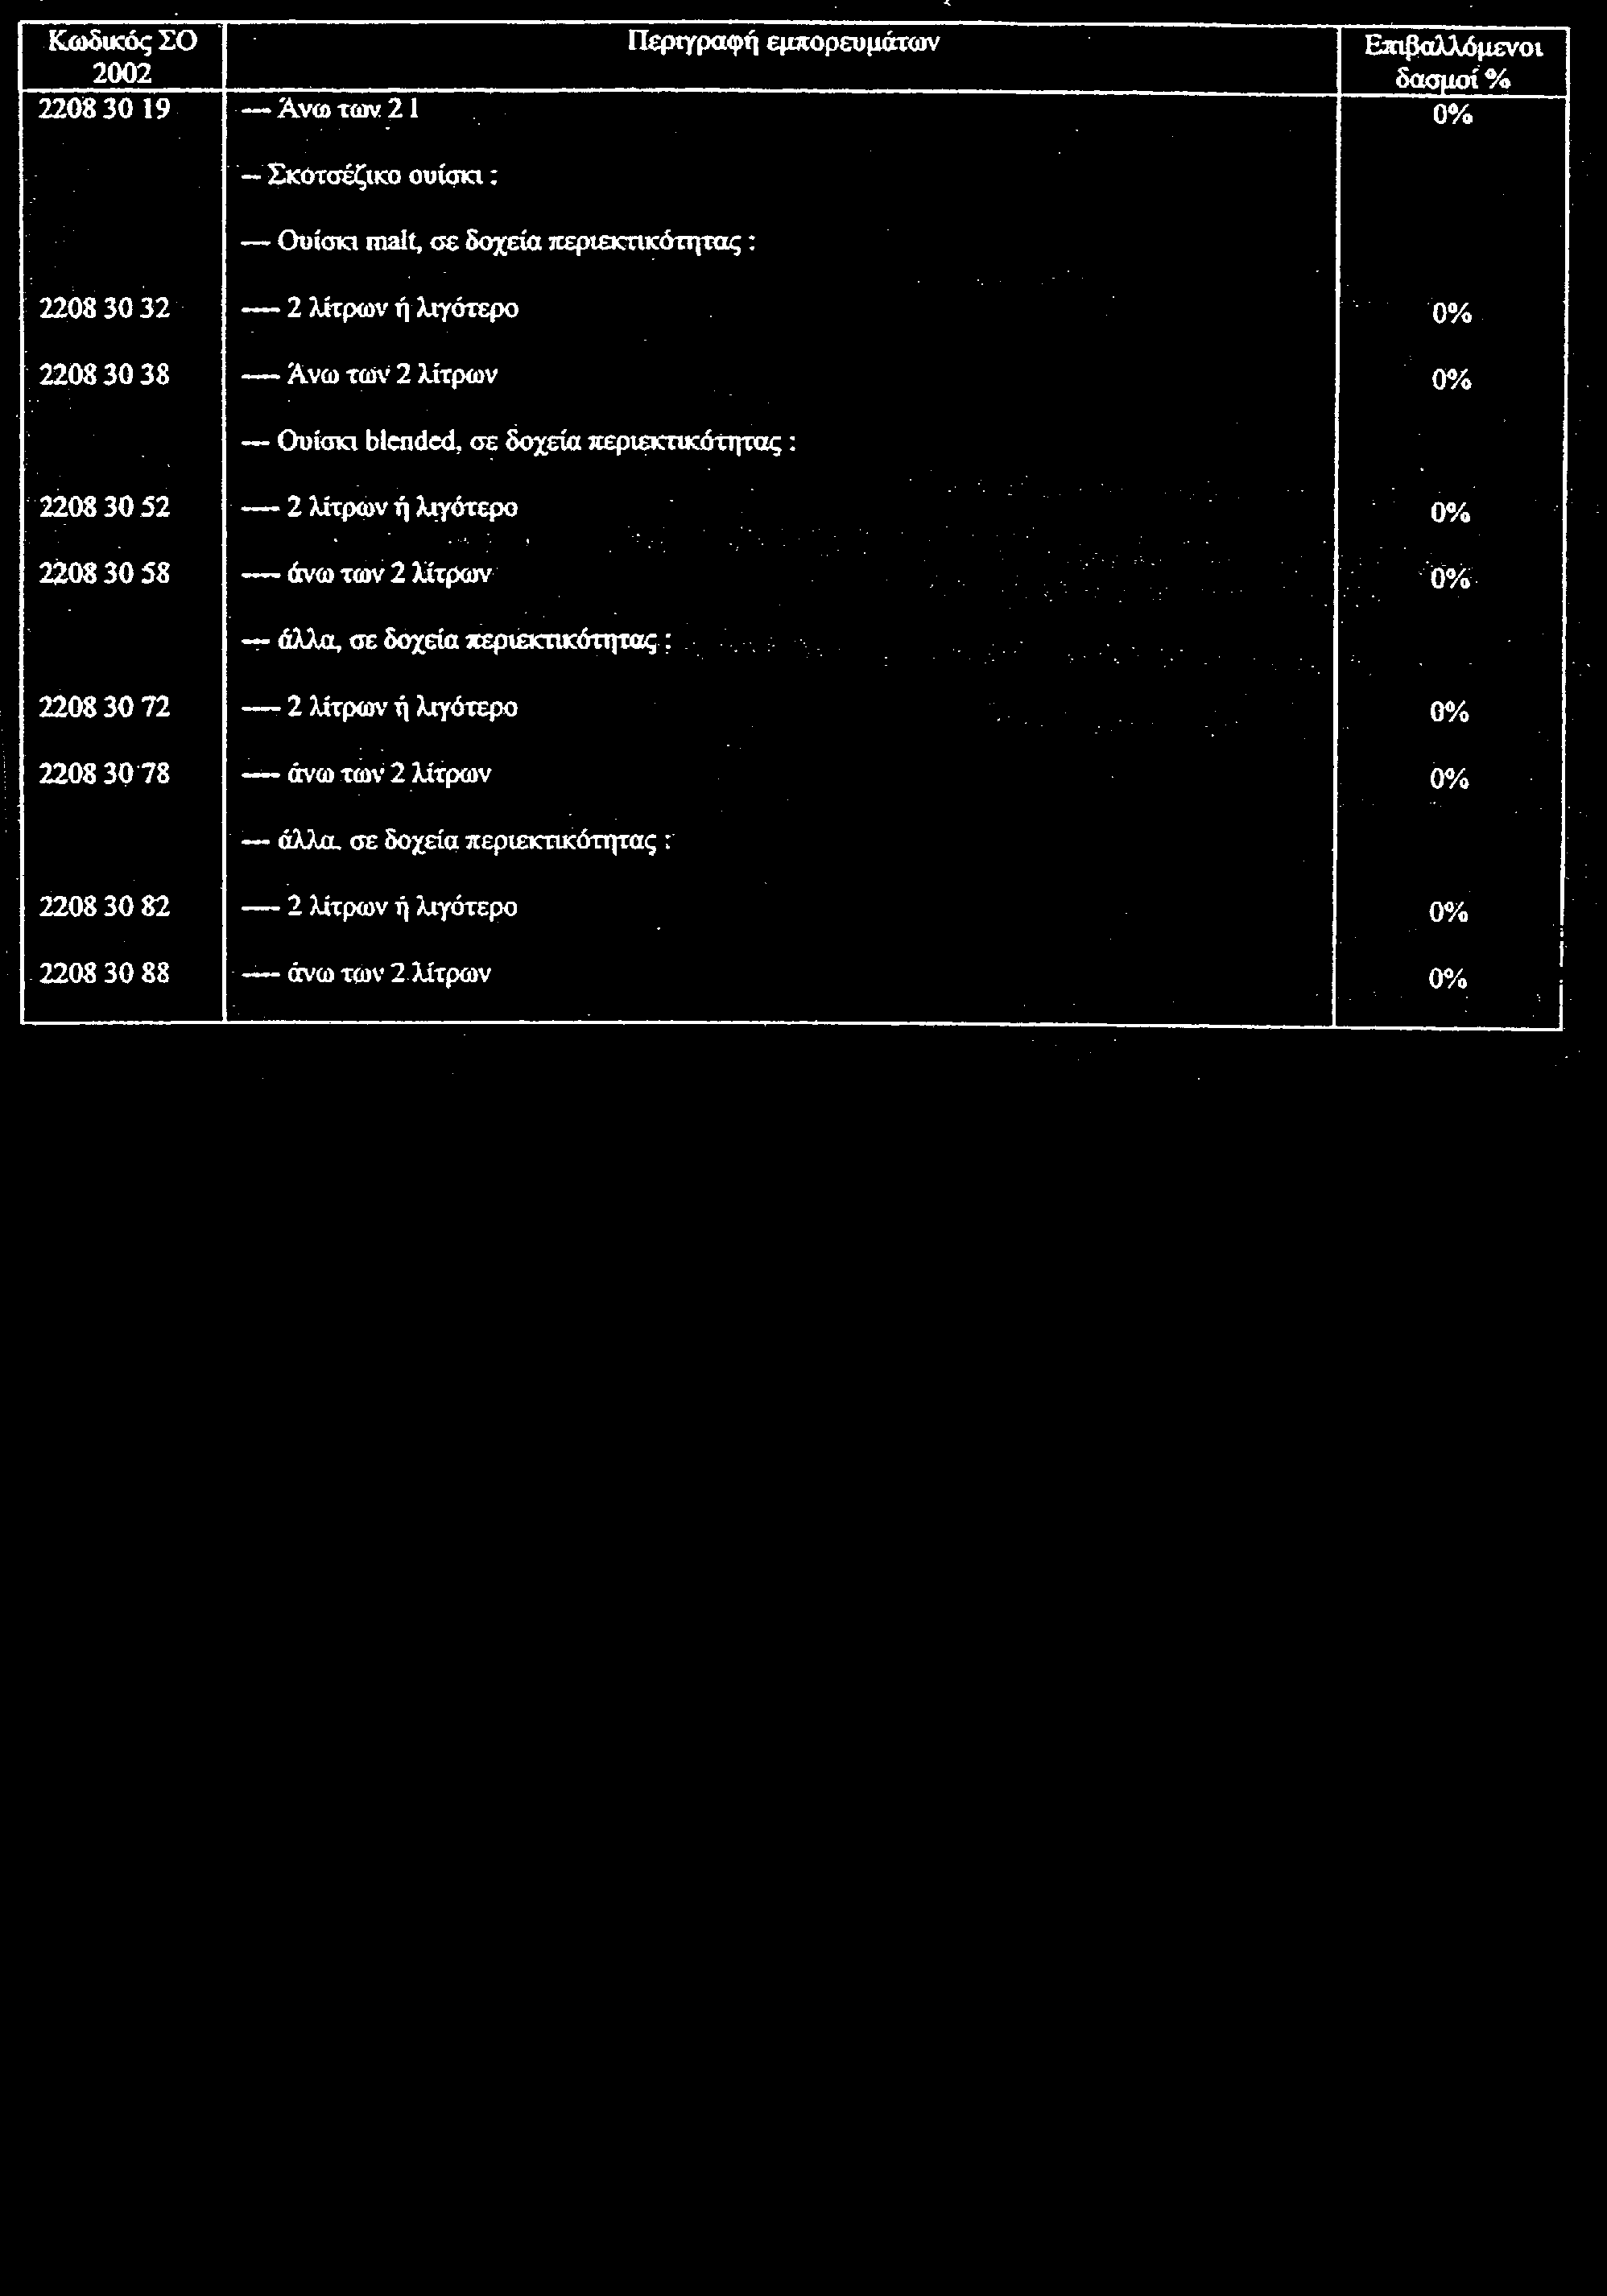 Κωδικός ΣΟ 2002 Περιγραφή εμπορευμάτων Επιβαλλόμενοι δασμοί %
2208 30 19 — Άνω των 2 l 0%
– Σκοτσέζικο ουίσκι :
— Ουίσκι malt, σε δοχεία περιεκτικότητας :
2208 30 32 –— 2 λίτρων ή λιγότερο 0%
2208 30 38 –— Άνω των 2 λίτρων 0%
— Ουίσκι blended, σε δοχεία περιεκτικότητας :
2208 30 52 –— 2 λίτρων ή λιγότερο 0%
2208 30 58 –— άνω των 2 λίτρων 0%
— άλλα, σε δοχεία περιεκτικότητας :
2208 30 72 –— 2 λίτρων ή λιγότερο 0%
2208 30 78 –— άνω των 2 λίτρων 0%
— άλλα, σε δοχεία περιεκτικότητας :
2208 30 82 –— 2 λίτρων ή λιγότερο 0%
2208 30 88 –— άνω των 2 λίτρων 0%